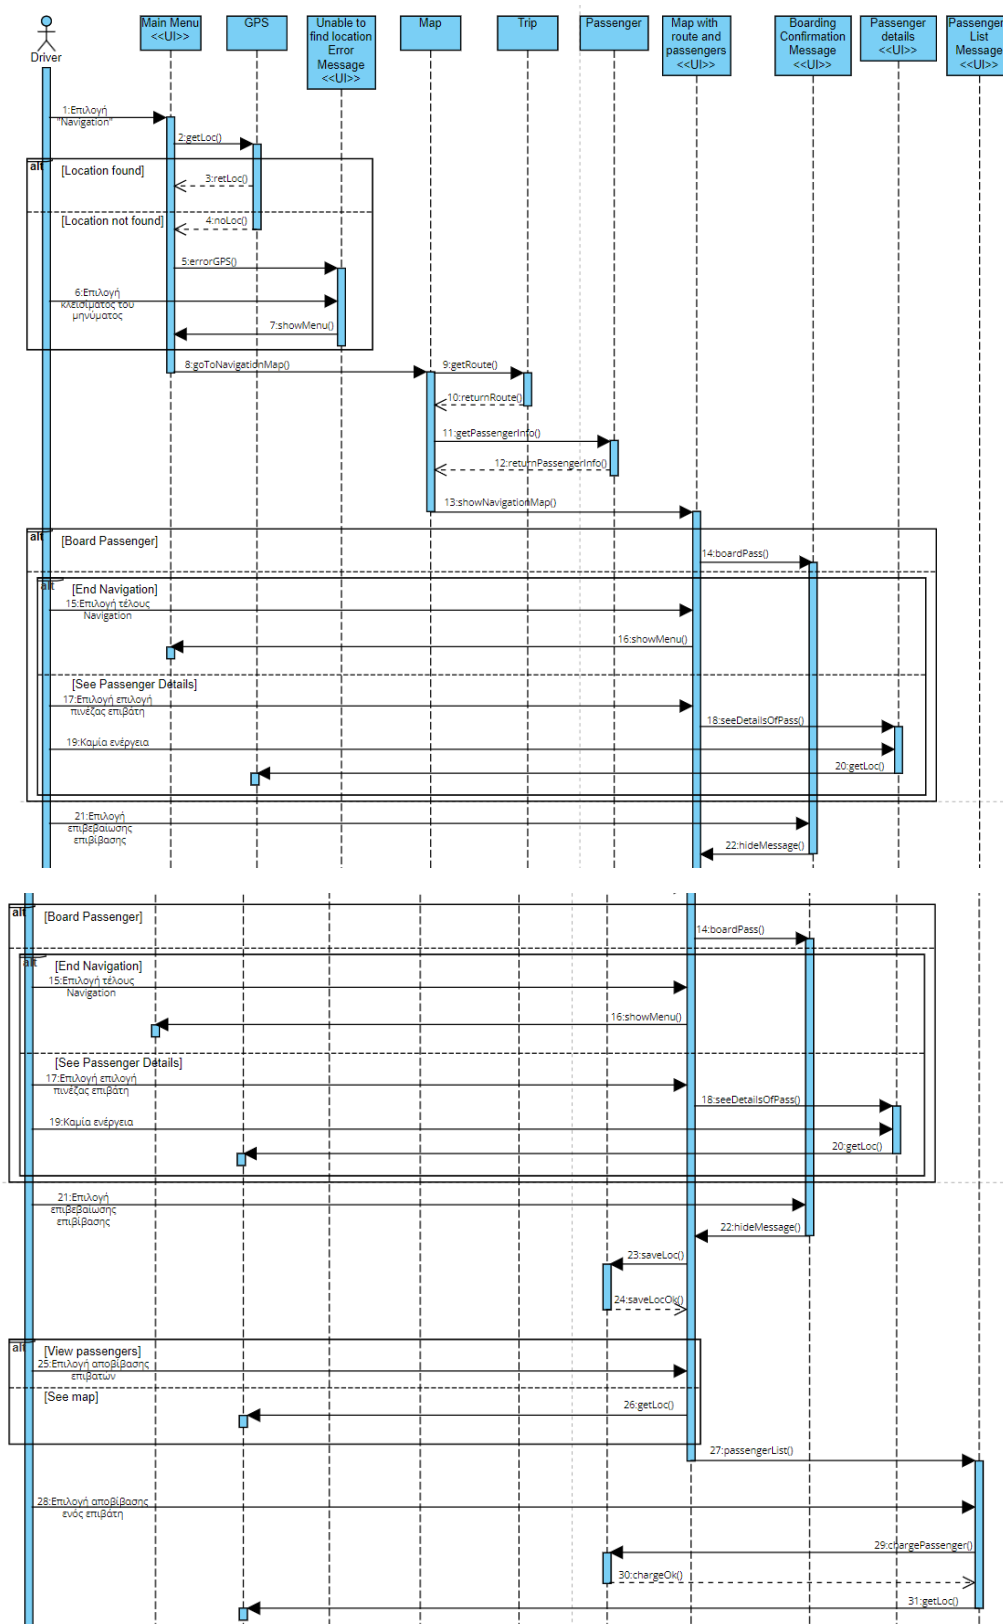 Driver
Main Menu
<<UI>>
GPS
Unable to
find location
Error
Message
<<UI>>
Map
Trip
Passenger
Map with
route and
passengers
<<UI>>
Boarding
Confirmation
Message
<<UI>>
Passenger
details
<<UI>>
Passenger
List
Message
<<UI>>
1:Επιλογή
"Navigation"
2:getLoc()
alt
[Location found]
3:retLoc()
[Location not found]
4:noLoc()
5:errorGPS()
6:Επιλογή
κλεισίματος του
μηνύματος
7:showMenu()
8:goToNavigationMap()
9:getRoute()
10:returnRoute()
11:getPassengerInfo()
12:returnPassengerInfo()
13:showNavigationMap()
alt
[Board Passenger]
14:boardPass()
alt
[End Navigation]
15:Επιλογή τέλους
Navigation
16:showMenu()
[See Passenger Details]
17:Επιλογή επιλογή
πινέζας επιβάτη
18:seeDetailsOfPass()
19:Καμία ενέργεια
20:getLoc()
21:Επιλογή
επιβεβαίωσης
επιβίβασης
22:hideMessage()
alt
[Board Passenger]
14:boardPass()
alt
[End Navigation]
15:Επιλογή τέλους
Navigation
16:showMenu()
[See Passenger Details]
17:Επιλογή επιλογή
πινέζας επιβάτη
18:seeDetailsOfPass()
19:Καμία ενέργεια
20:getLoc()
21:Επιλογή
επιβεβαίωσης
επιβίβασης
22:hideMessage()
23:saveLoc()
24:saveLocOk()
alt
[View passengers]
25:Επιλογή αποβίβασης
επιβατών
[See map]
26:getLoc()
27:passengerList()
28:Επιλογή αποβίβασης
ενός επιβάτη
29:chargePassenger()
30:chargeOk()
31:getLoc()